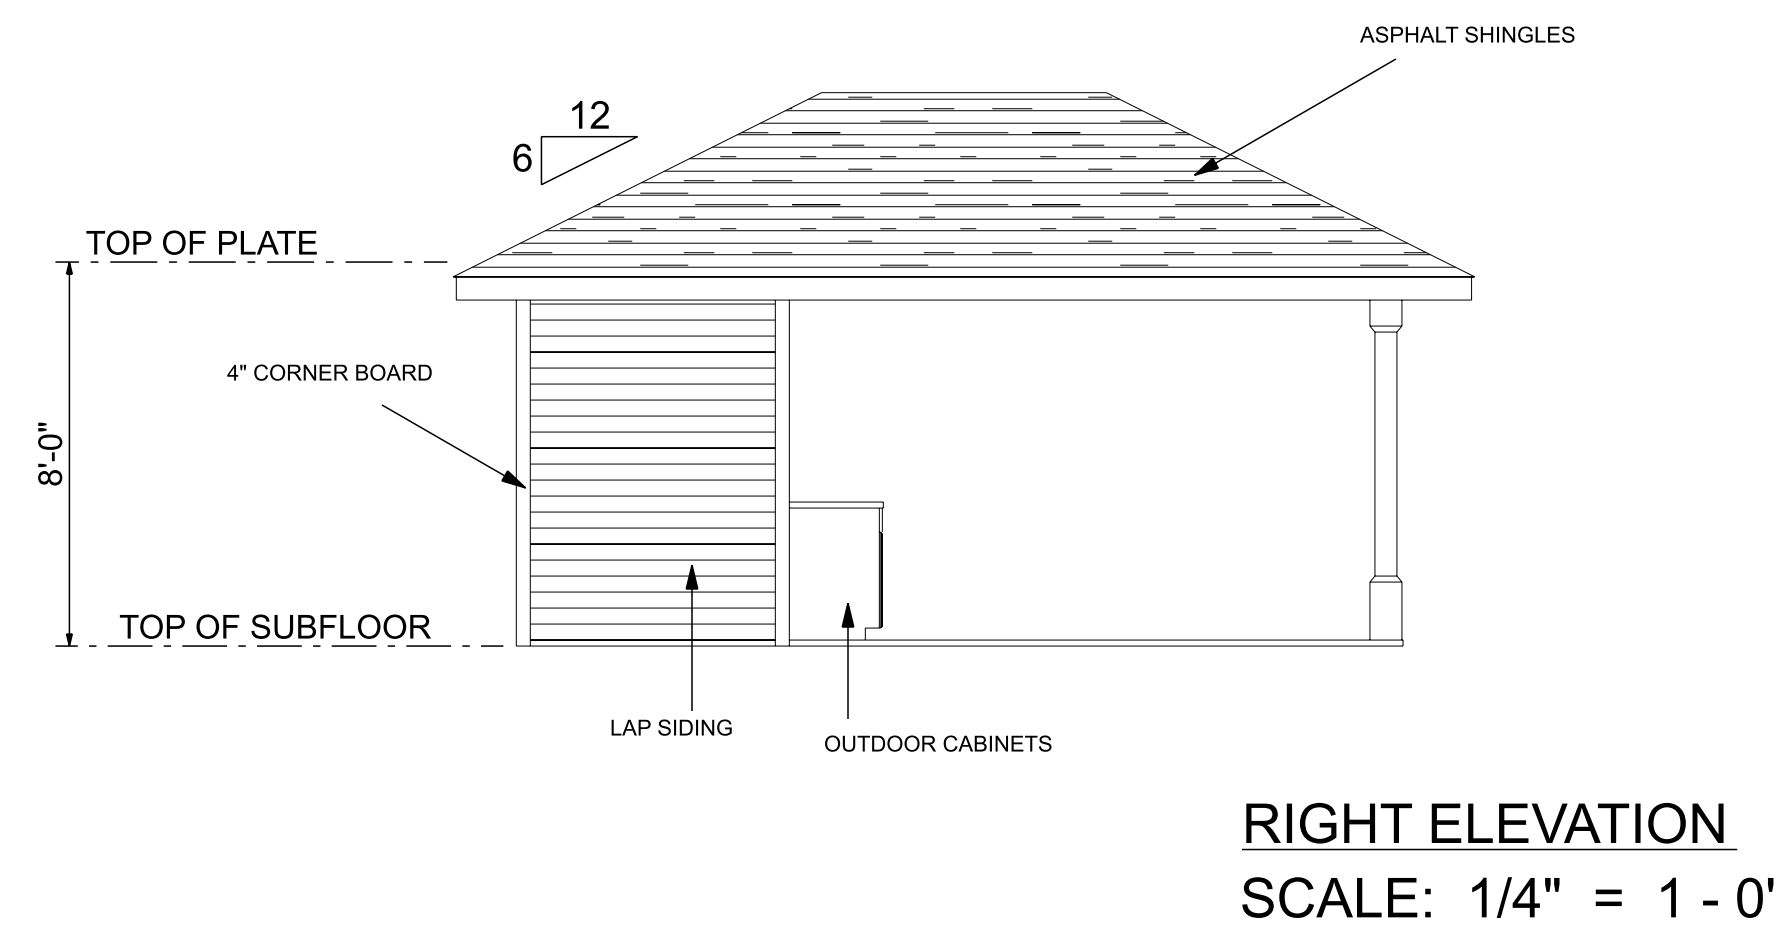 ASPHALT SHINGLES
12
6
TOP OF PLATE
4" CORNER BOARD
8'-0"
TOP OF SUBFLOOR
LAP SIDING
OUTDOOR CABINETS
RIGHT ELEVATION
SCALE: 1/4" = 1 - 0'